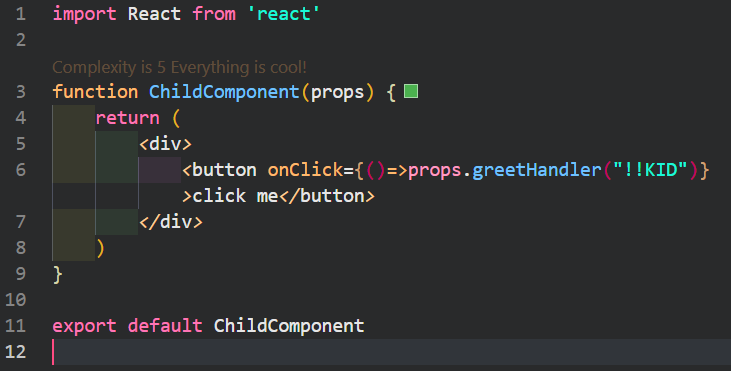 1 import React from 'react'
2
Complexity is 5 Everything is cool!
3 function ChildComponent(props) {
4 return (
5 <div>
6 <button onClick={()=>props.greetHandler("!!KID")}
>click me</button>
7 </div>
8 )
9 }
10
11 export default ChildComponent
12